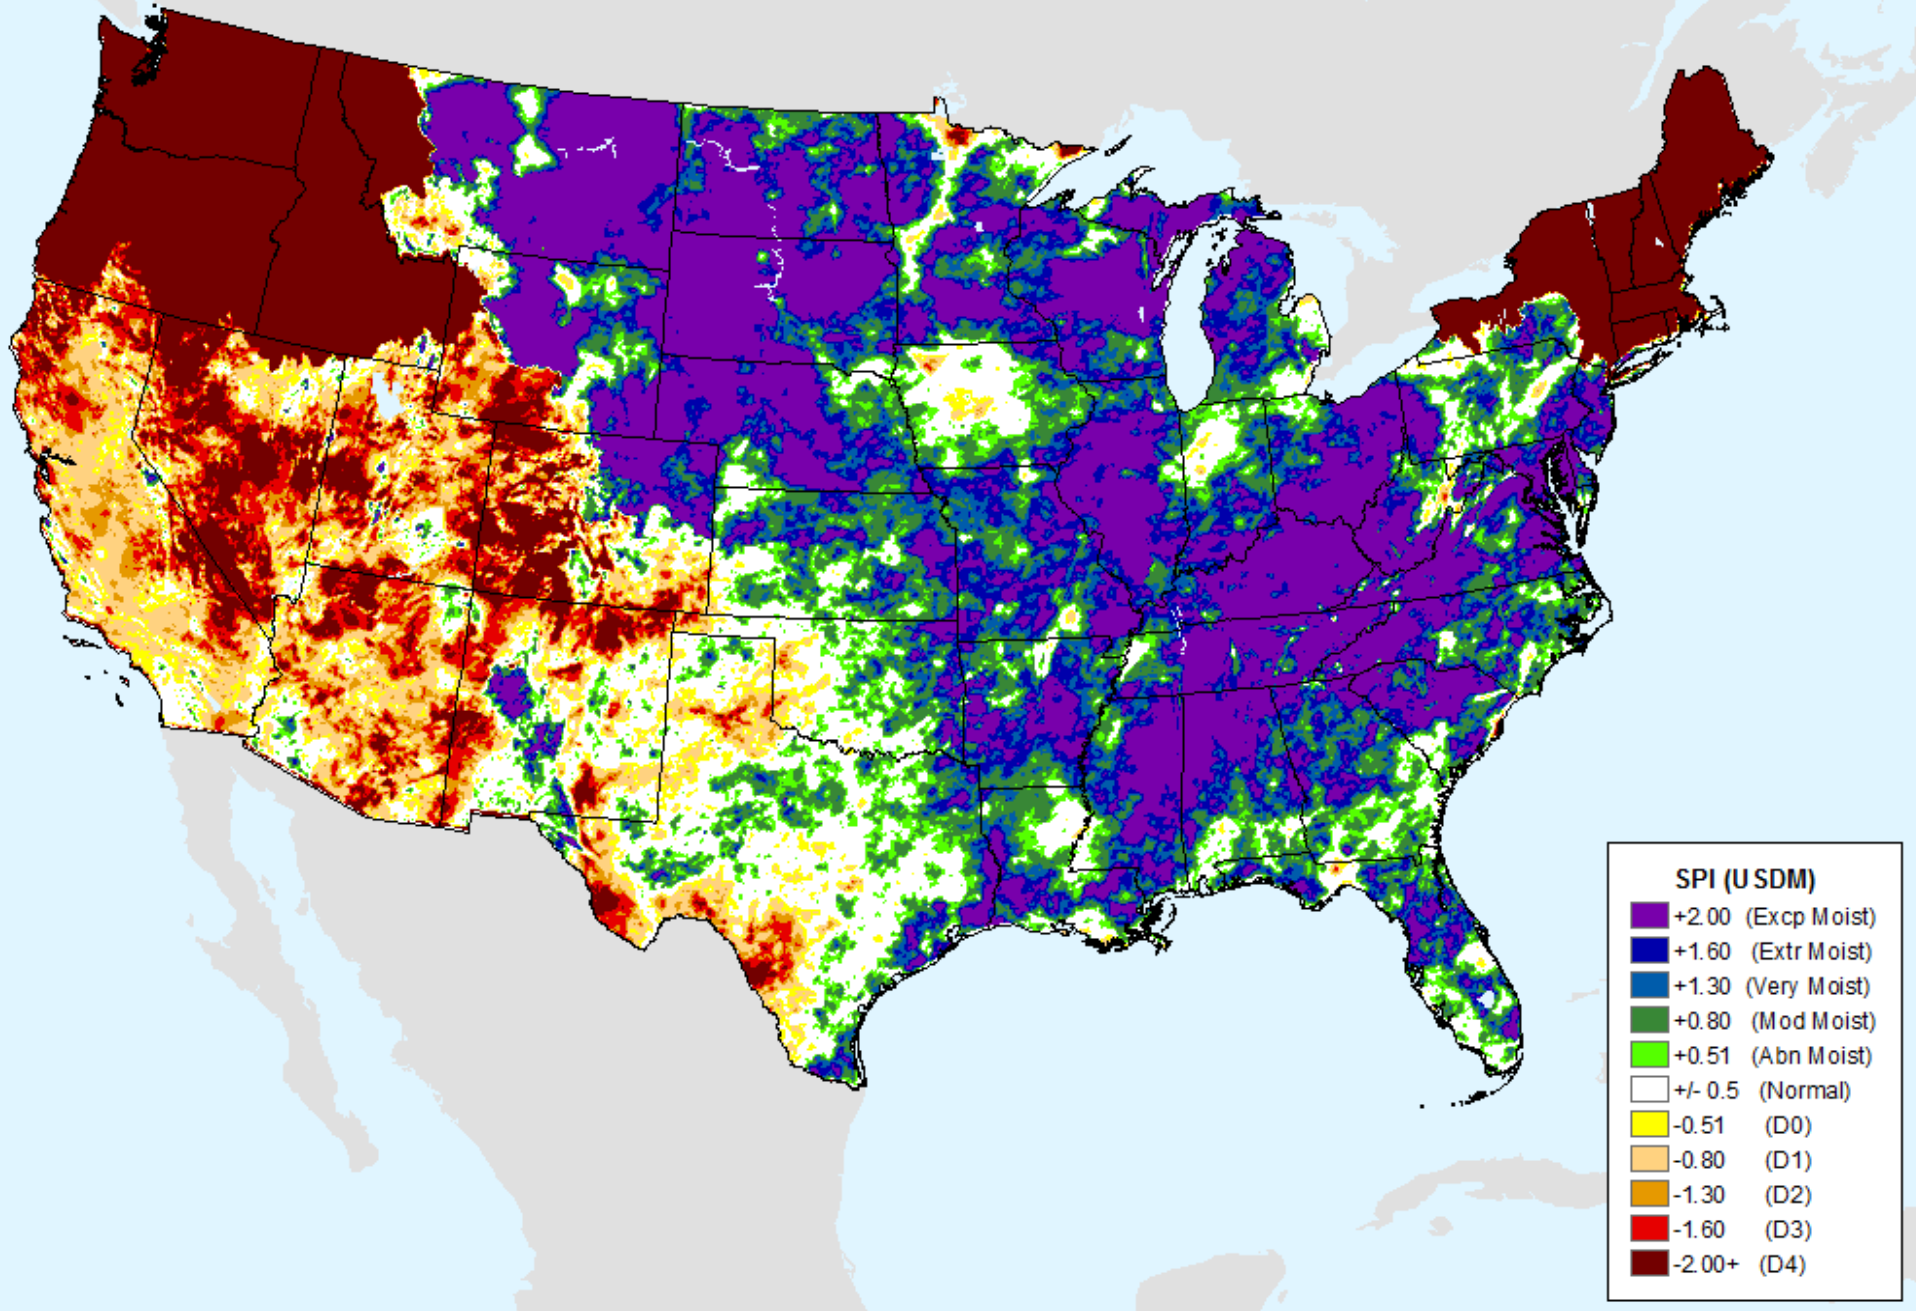 SPI (USDM)
+2.00 (Excp Moist)
+1.60 (Extr Moist)
+1.30 (Very Moist)
+0.80 (Mod Moist)
+0.51 (Abn Moist)
+/- 0.5 (Normal)
-0.51 (D0)
-0.80 (D1)
-1.30 (D2)
-1.60 (D3)
-2.00+ (D4)